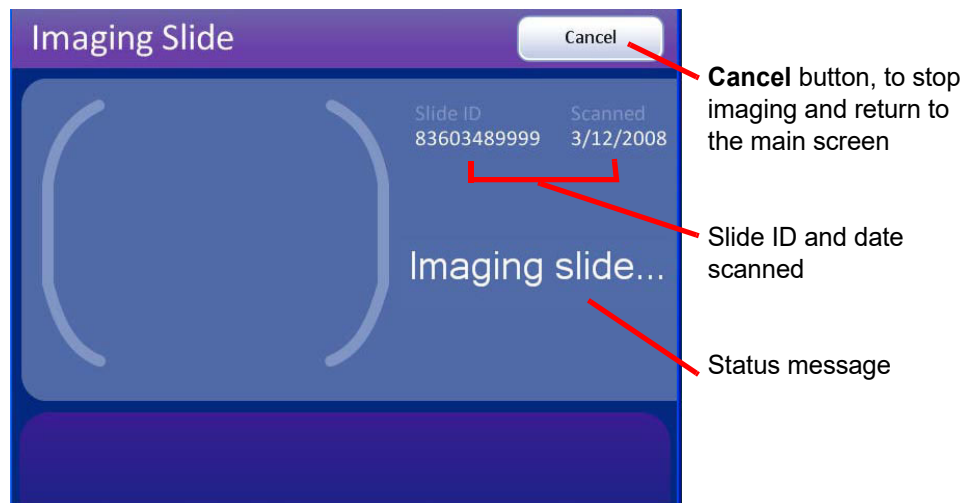 Imaging Slide
Cancel
Slide ID
Scanned
83603489999
3/12/2008
Imaging slide...
Cancel button, to stop
imaging and return to
the main screen
Slide ID and date
scanned
Status message